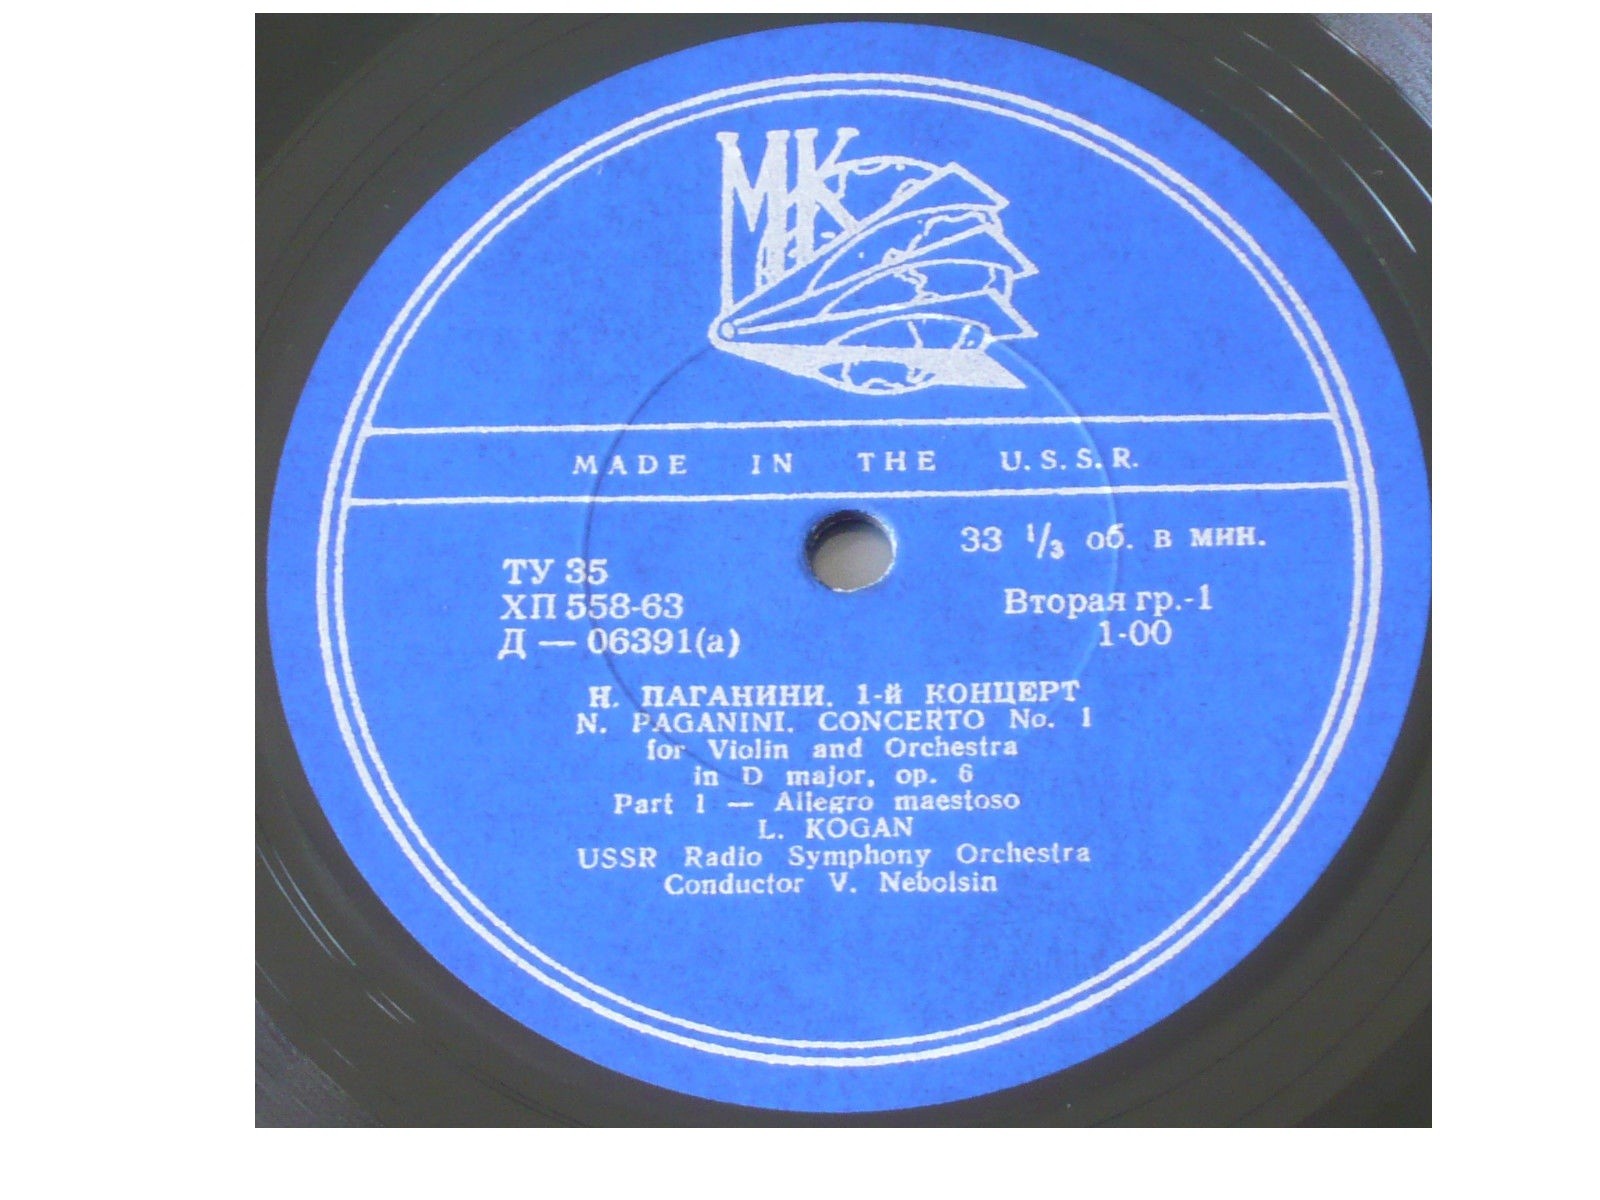 МК
MADE IN THE U.S.S.R.
33 1/3 об. в мин.
ТУ 35
ХП 558-63
Д — 06391(а)
Вторая гр.-1
1-00
Н. ПАГАНИНИ. 1-й КОНЦЕРТ
N. PAGANINI. CONCERTO No. 1
for Violin and Orchestra
in D major, op. 6
Part 1 — Allegro maestoso
L. KOGAN
USSR Radio Symphony Orchestra
Conductor V. Nebolsin